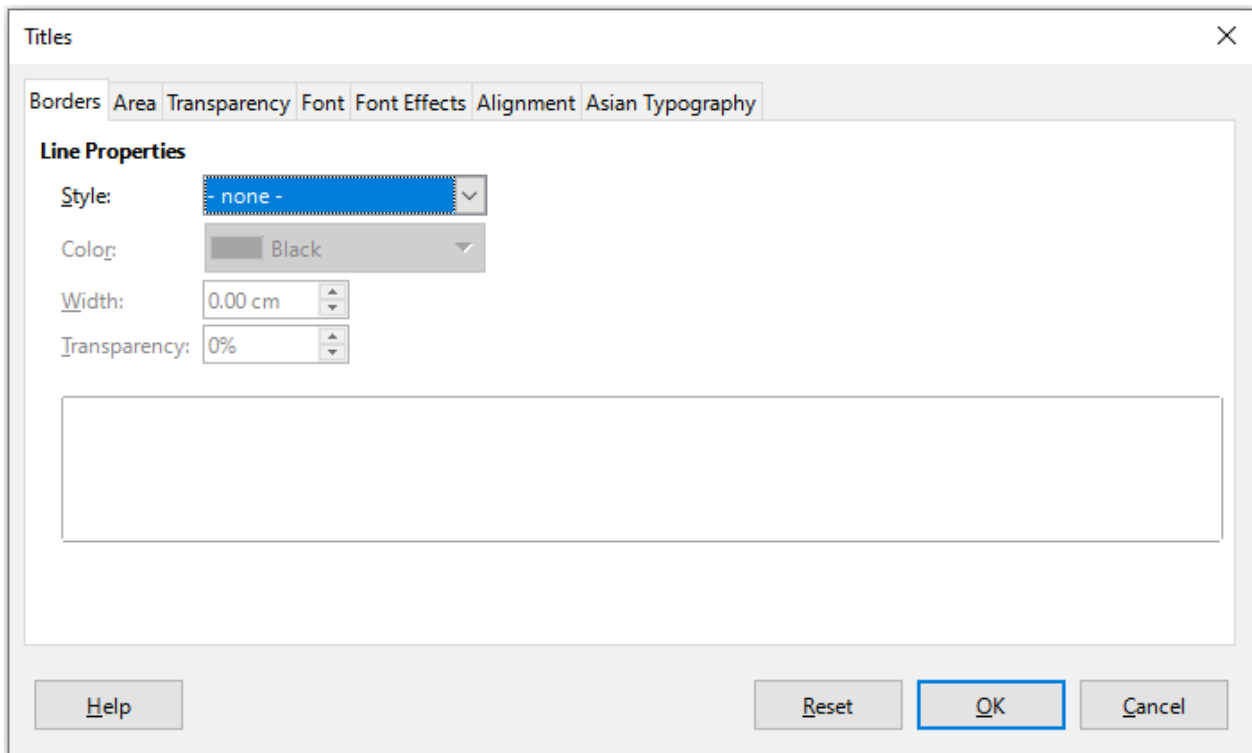 Titles
Borders Area Transparency Font Font Effects Alignment Asian Typography
Line Properties
Style: - none -
Color: Black
Width: 0.00 cm
Transparency: 0%
Help Reset OK Cancel